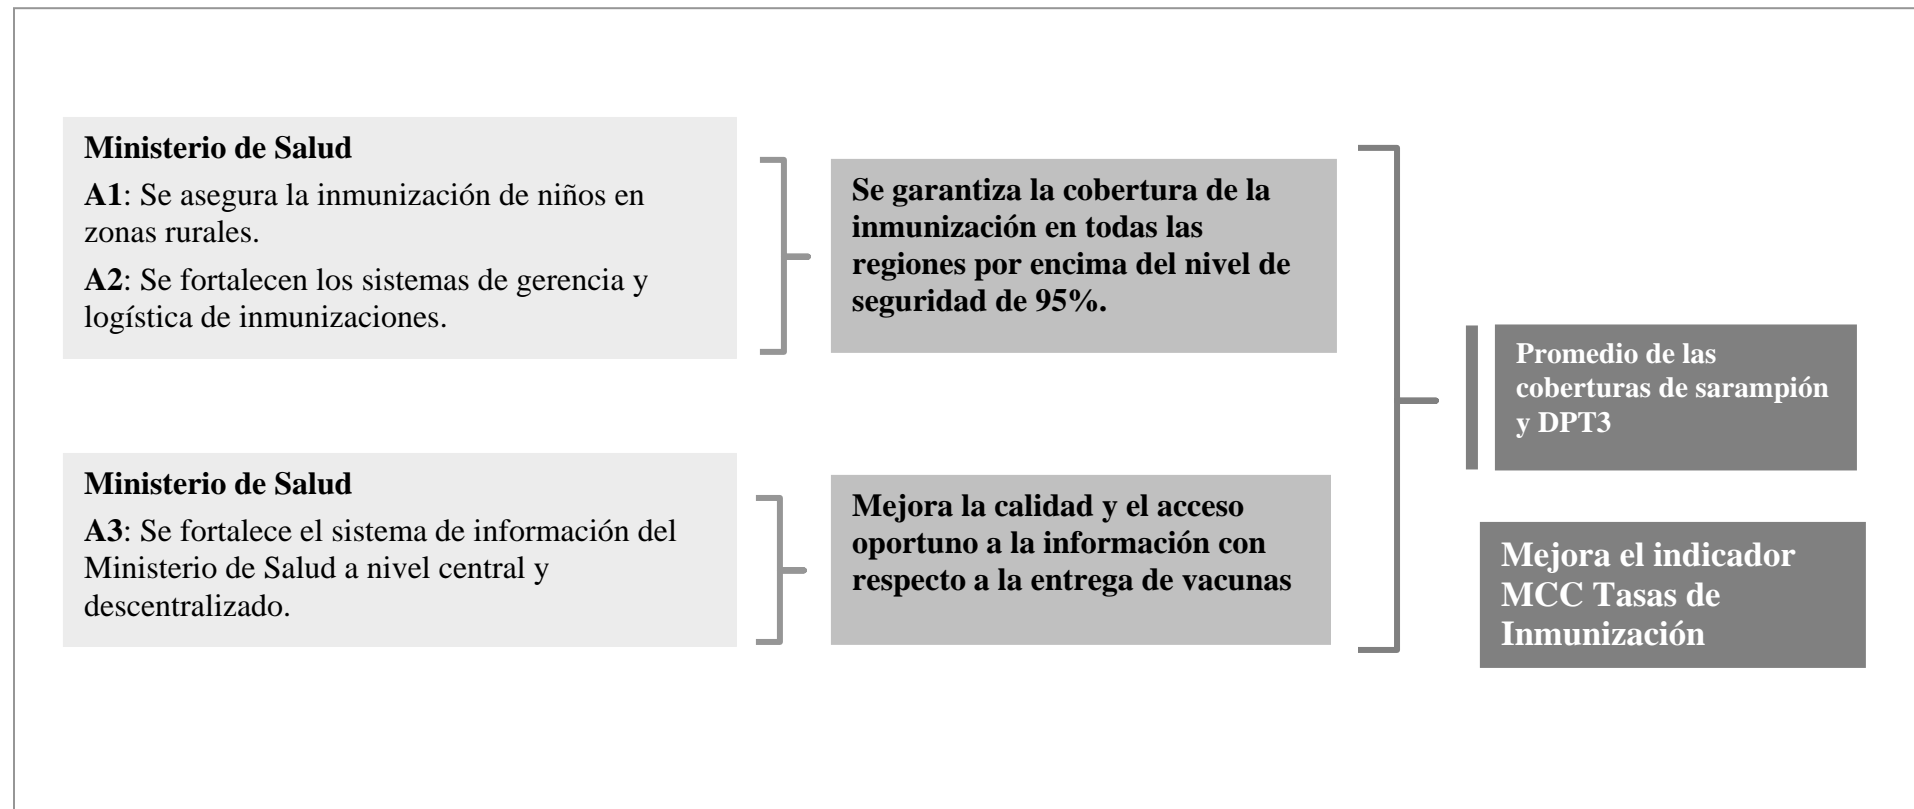 Ministerio de Salud
A1: Se asegura la inmunización de niños en
zonas rurales.
A2: Se fortalecen los sistemas de gerencia y
logística de inmunizaciones.
Se garantiza la cobertura de la
inmunización en todas las
regiones por encima del nivel de
seguridad de 95%.
Ministerio de Salud
A3: Se fortalece el sistema de información del
Ministerio de Salud a nivel central y
descentralizado.
Mejora la calidad y el acceso
oportuno a la información con
respecto a la entrega de vacunas
Promedio de las
coberturas de sarampión
y DPT3
Mejora el indicador
MCC Tasas de
Inmunización